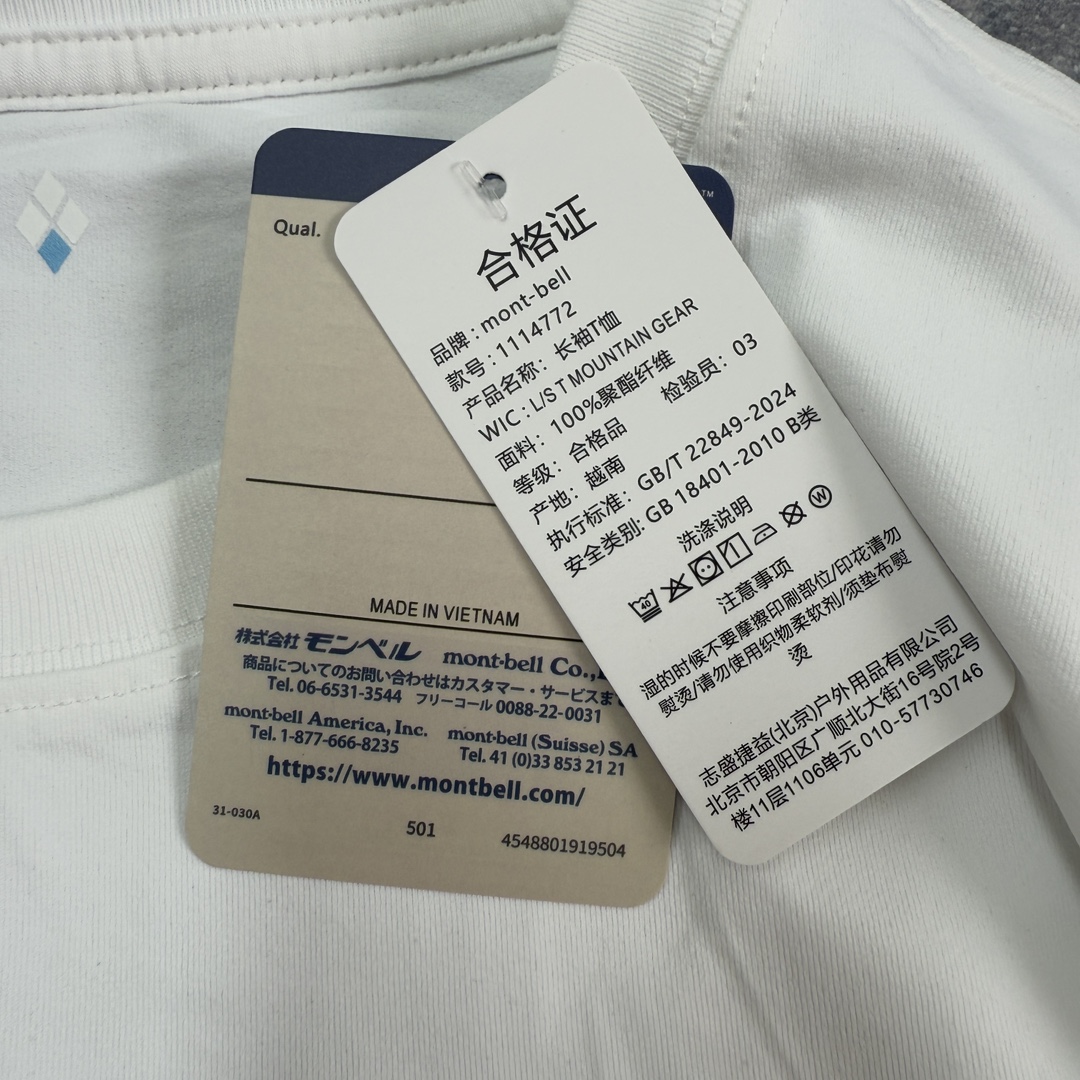 TM
Qual.
MADE IN VIETNAM
株式会社 モンベル mont-bell Co.,
商品についてのお問い合わせはカスタマー・サービスま
Tel. 06-6531-3544 フリーコール 0088-22-0031
mont-bell America, Inc. mont-bell (Suisse) SA
Tel. 1-877-666-8235 Tel. 41 (0)33 853 21 21
https://www.montbell.com/
31-030A
501
4548801919504
合格证
品牌：mont-bell
款号：1114772
产品名称：长袖T恤
WIC：L/S T MOUNTAIN GEAR
面料：100%聚酯纤维
等级：合格品 检验员：03
产地：越南
执行标准：GB/T 22849-2024
安全类别: GB 18401-2010 B类
洗涤说明
40 1 W
注意事项
湿的时候不要摩擦印刷部位/印花请勿
熨烫/请勿使用织物柔软剂/须垫布熨
烫
志盛捷益(北京)户外用品有限公司
北京市朝阳区广顺北大街16号院2号
楼11层1106单元 010-57730746